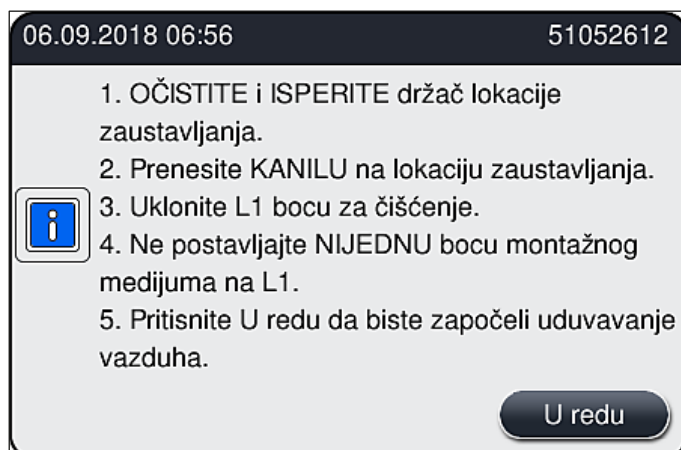 06.09.2018 06:56 51052612
1. OČISTITE i ISPERITE držač lokacije
zaustavljanja.
2. Prenesite KANILU na lokaciju zaustavljanja.
3. Uklonite L1 bocu za čišćenje.
4. Ne postavljajte NIJEDNU bocu montažnog
medijuma na L1.
5. Pritisnite U redu da biste započeli uduvavanje
vazduha.
U redu